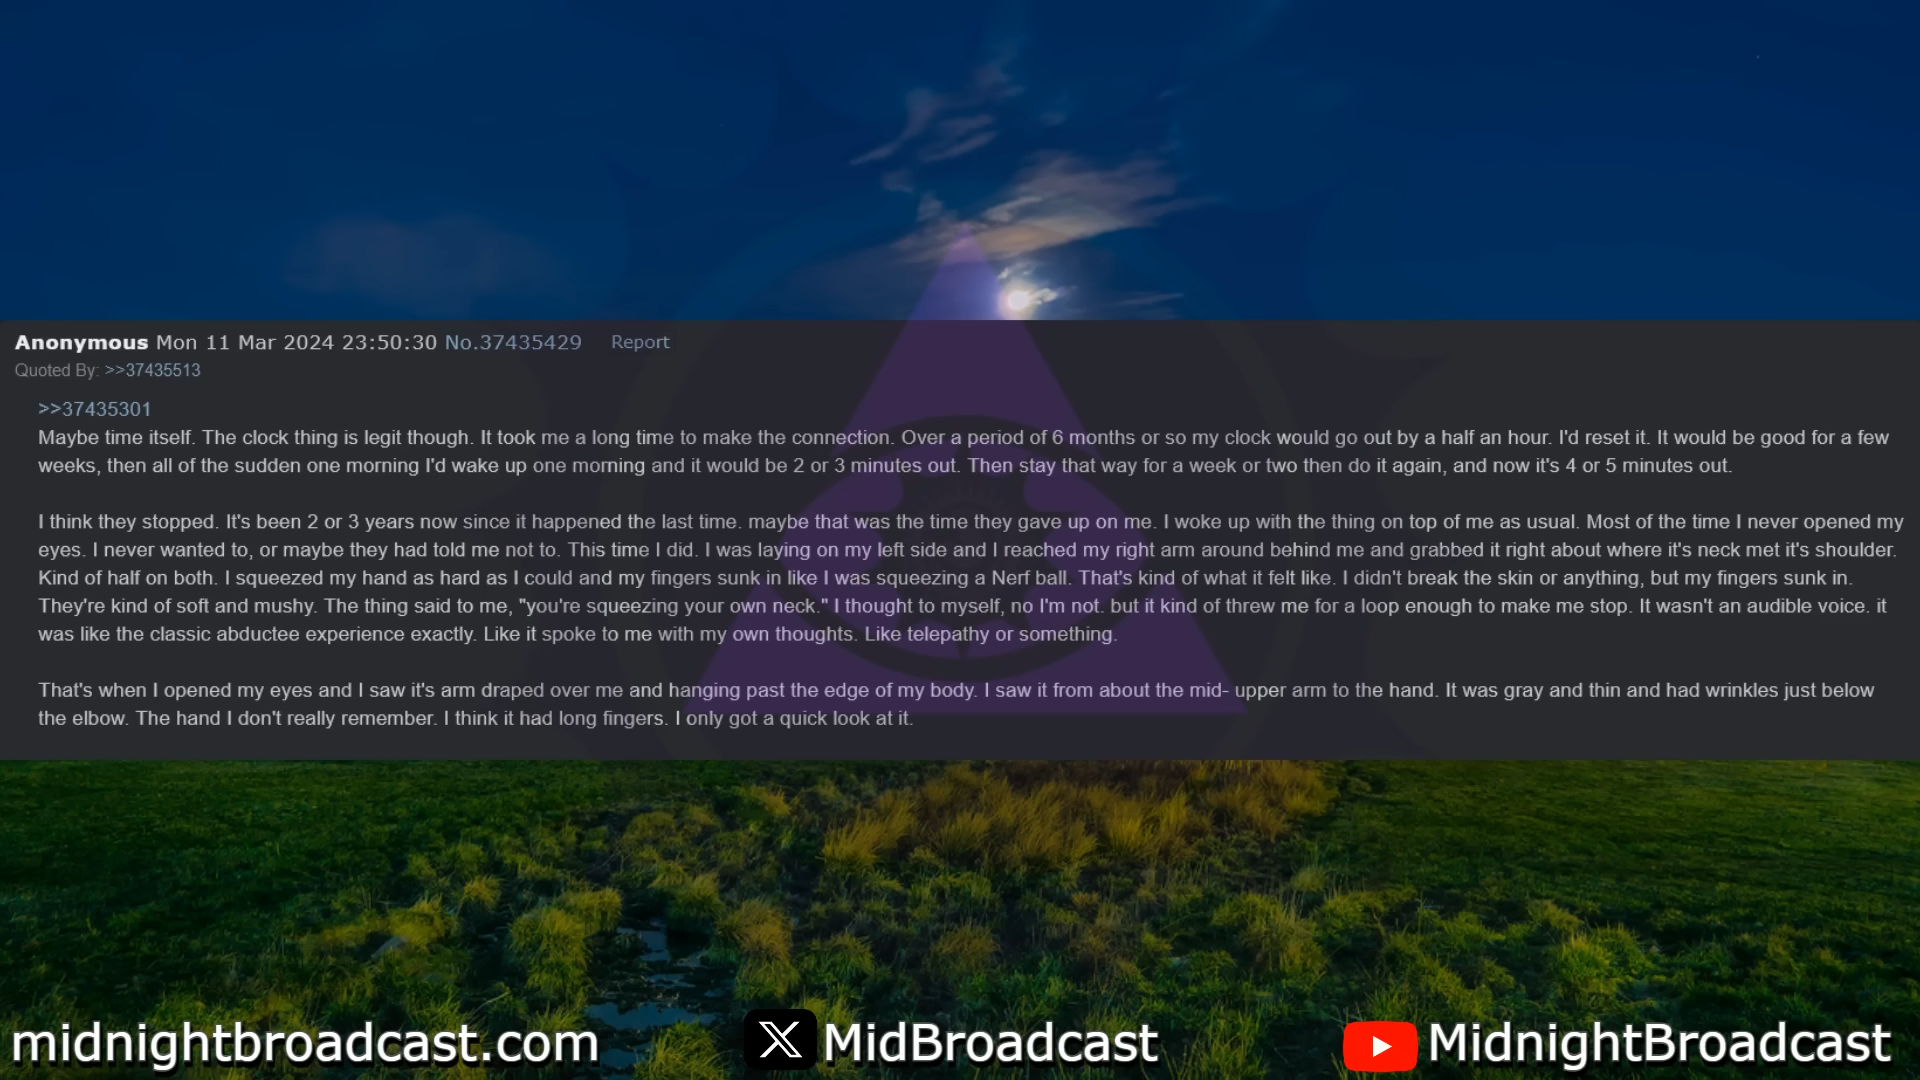 Anonymous Mon 11 Mar 2024 23:50:30 No.37435429 Report
Quoted By: >>37435513
>>37435301
Maybe time itself. The clock thing is legit though. It took me a long time to make the connection. Over a period of 6 months or so my clock would go out by a half an hour. I'd reset it. It would be good for a few
weeks, then all of the sudden one morning I'd wake up one morning and it would be 2 or 3 minutes out. Then stay that way for a week or two then do it again, and now it's 4 or 5 minutes out.
I think they stopped. It's been 2 or 3 years now since it happened the last time. maybe that was the time they gave up on me. I woke up with the thing on top of me as usual. Most of the time I never opened my
eyes. I never wanted to, or maybe they had told me not to. This time I did. I was laying on my left side and I reached my right arm around behind me and grabbed it right about where it's neck met it's shoulder.
Kind of half on both. I squeezed my hand as hard as I could and my fingers sunk in like I was squeezing a Nerf ball. That's kind of what it felt like. I didn't break the skin or anything, but my fingers sunk in.
They're kind of soft and mushy. The thing said to me, "you're squeezing your own neck." I thought to myself, no I'm not. but it kind of threw me for a loop enough to make me stop. It wasn't an audible voice. it
was like the classic abductee experience exactly. Like it spoke to me with my own thoughts. Like telepathy or something.
That's when I opened my eyes and I saw it's arm draped over me and hanging past the edge of my body. I saw it from about the mid- upper arm to the hand. It was gray and thin and had wrinkles just below
the elbow. The hand I don't really remember. I think it had long fingers. I only got a quick look at it.
midnightbroadcast.com MidBroadcast MidnightBroadcast